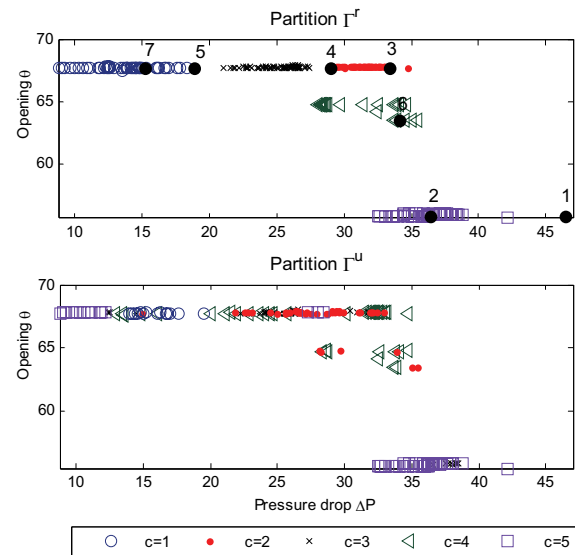 Partition Γʳ
70
65
60
Opening θ
7 5 4 3
6
2 1
10 15 20 25 30 35 40 45
Partition Γᵘ
70
65
60
Opening θ
10 15 20 25 30 35 40 45
Pressure drop ΔP
c=1 c=2 c=3 c=4 c=5